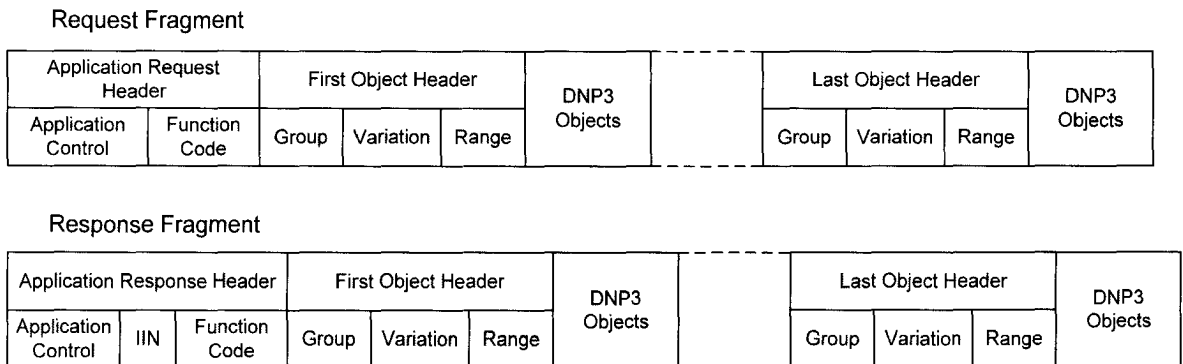 Request Fragment
Application Request
Header
First Object Header
DNP3
Objects
Last Object Header
DNP3
Objects
Application
Control
Function
Code
Group
Variation
Range
Group
Variation
Range
Response Fragment
Application Response Header
First Object Header
DNP3
Objects
Last Object Header
DNP3
Objects
Application
Control
IIN
Function
Code
Group
Variation
Range
Group
Variation
Range